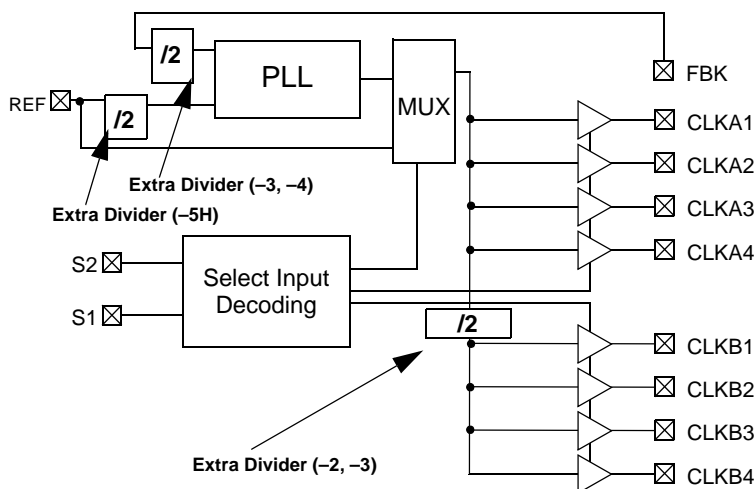 /2
PLL
MUX
FBK
REF
/2
CLKA1
CLKA2
CLKA3
CLKA4
Extra Divider (–3, –4)
Extra Divider (–5H)
S2
S1
Select Input
Decoding
/2
CLKB1
CLKB2
CLKB3
CLKB4
Extra Divider (–2, –3)